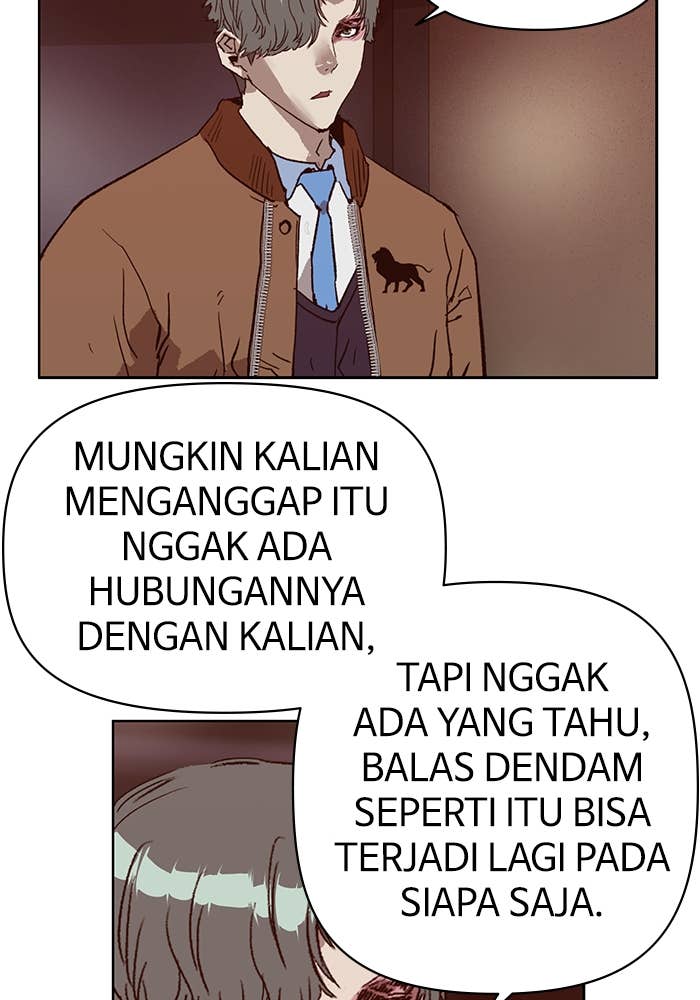 MUNGKIN KALIAN
MENGANGGAP ITU
NGGAK ADA
HUBUNGANNYA
DENGAN KALIAN,
TAPI NGGAK
ADA YANG TAHU,
BALAS DENDAM
SEPERTI ITU BISA
TERJADI LAGI PADA
SIAPA SAJA.